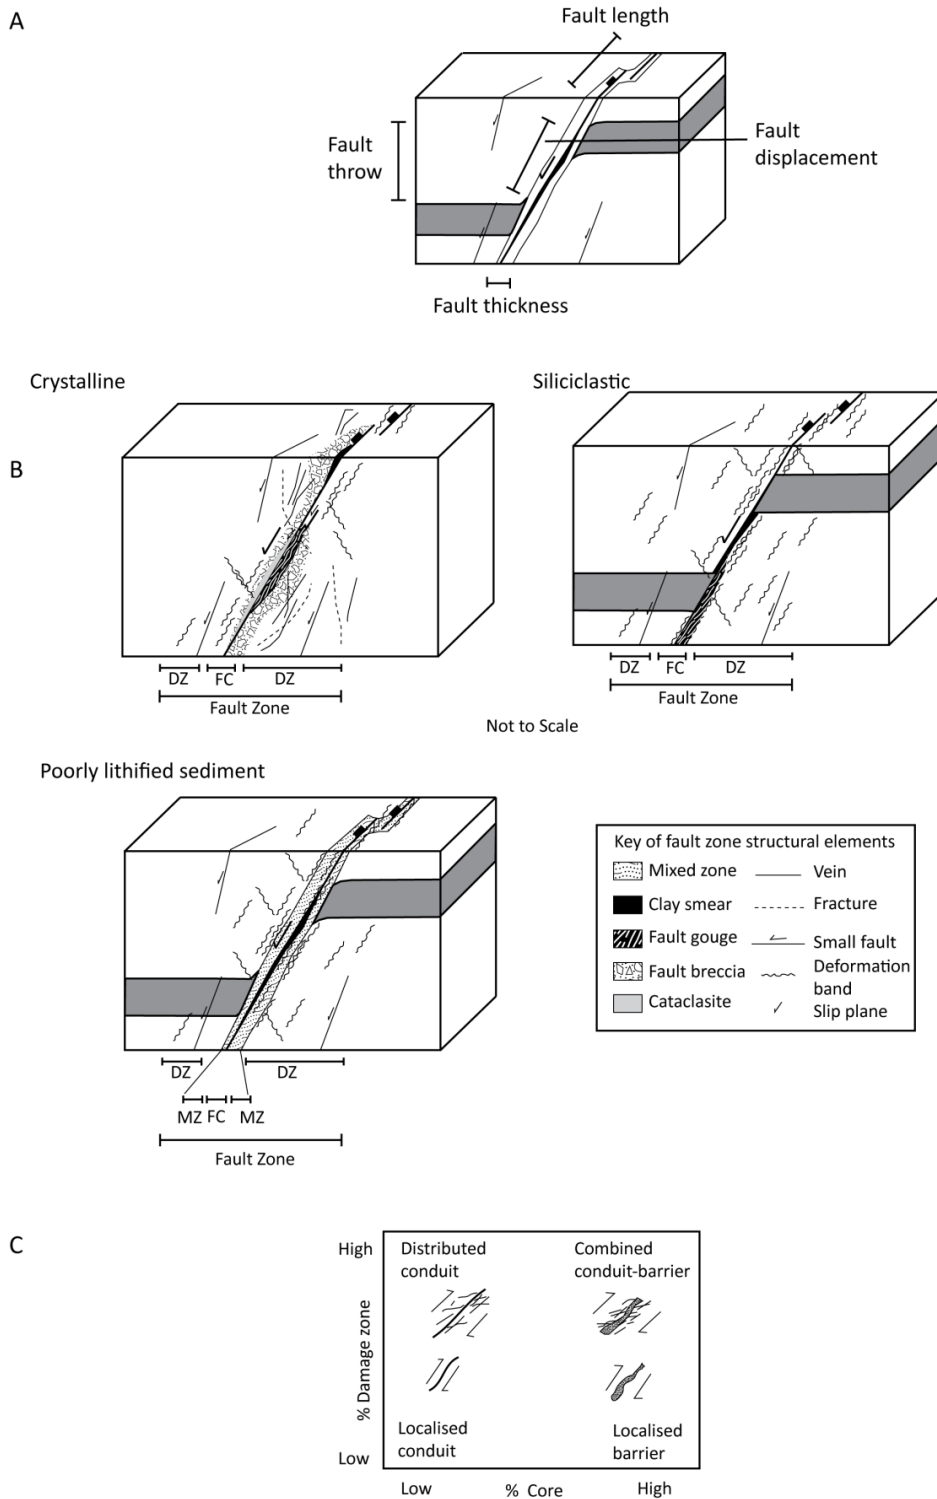 A
Fault length
Fault
throw
Fault
displacement
Fault thickness
B
Crystalline
Siliciclastic
DZ
FC
DZ
Fault Zone
DZ
FC
DZ
Fault Zone
Not to Scale
Poorly lithified sediment
DZ
DZ
MZ
FC
MZ
Fault Zone
Key of fault zone structural elements
Mixed zone
Vein
Clay smear
Fracture
Fault gouge
Small fault
Fault breccia
Deformation
band
Cataclasite
Slip plane
C
High
Distributed
conduit
Combined
conduit-barrier
% Damage zone
Localised
conduit
Localised
barrier
Low
Low
% Core
High